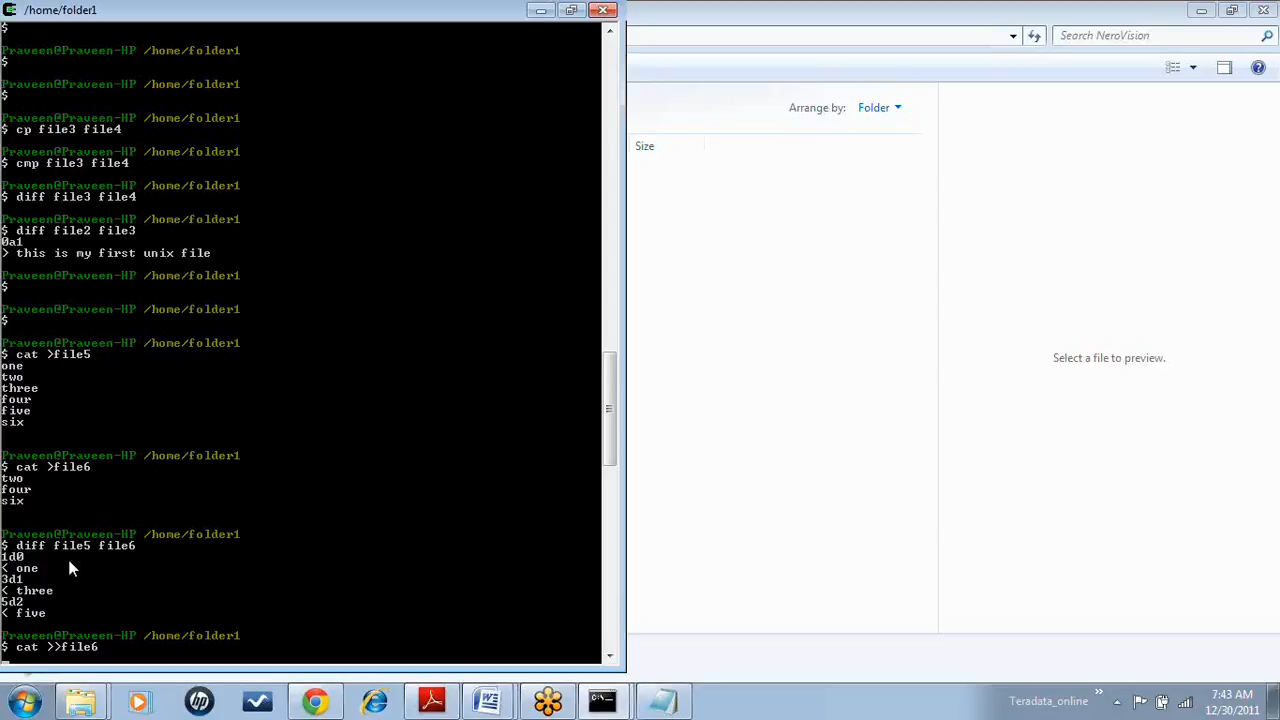 /home/folder1
$
Praveen@Praveen-HP /home/folder1
$
Praveen@Praveen-HP /home/folder1
$
Praveen@Praveen-HP /home/folder1
$ cp file3 file4
Praveen@Praveen-HP /home/folder1
$ cmp file3 file4
Praveen@Praveen-HP /home/folder1
$ diff file3 file4
Praveen@Praveen-HP /home/folder1
$ diff file2 file3
0a1
> this is my first unix file
Praveen@Praveen-HP /home/folder1
$
Praveen@Praveen-HP /home/folder1
$
Praveen@Praveen-HP /home/folder1
$ cat >file5
one
two
three
four
five
six
Praveen@Praveen-HP /home/folder1
$ cat >file6
two
four
six
Praveen@Praveen-HP /home/folder1
$ diff file5 file6
1d0
< one
3d1
< three
5d2
< five
Praveen@Praveen-HP /home/folder1
$ cat >>file6
Search NeroVision
Arrange by: Folder
Size
Select a file to preview.
hp
W
C:\_
Teradata_online
7:43 AM
12/30/2011